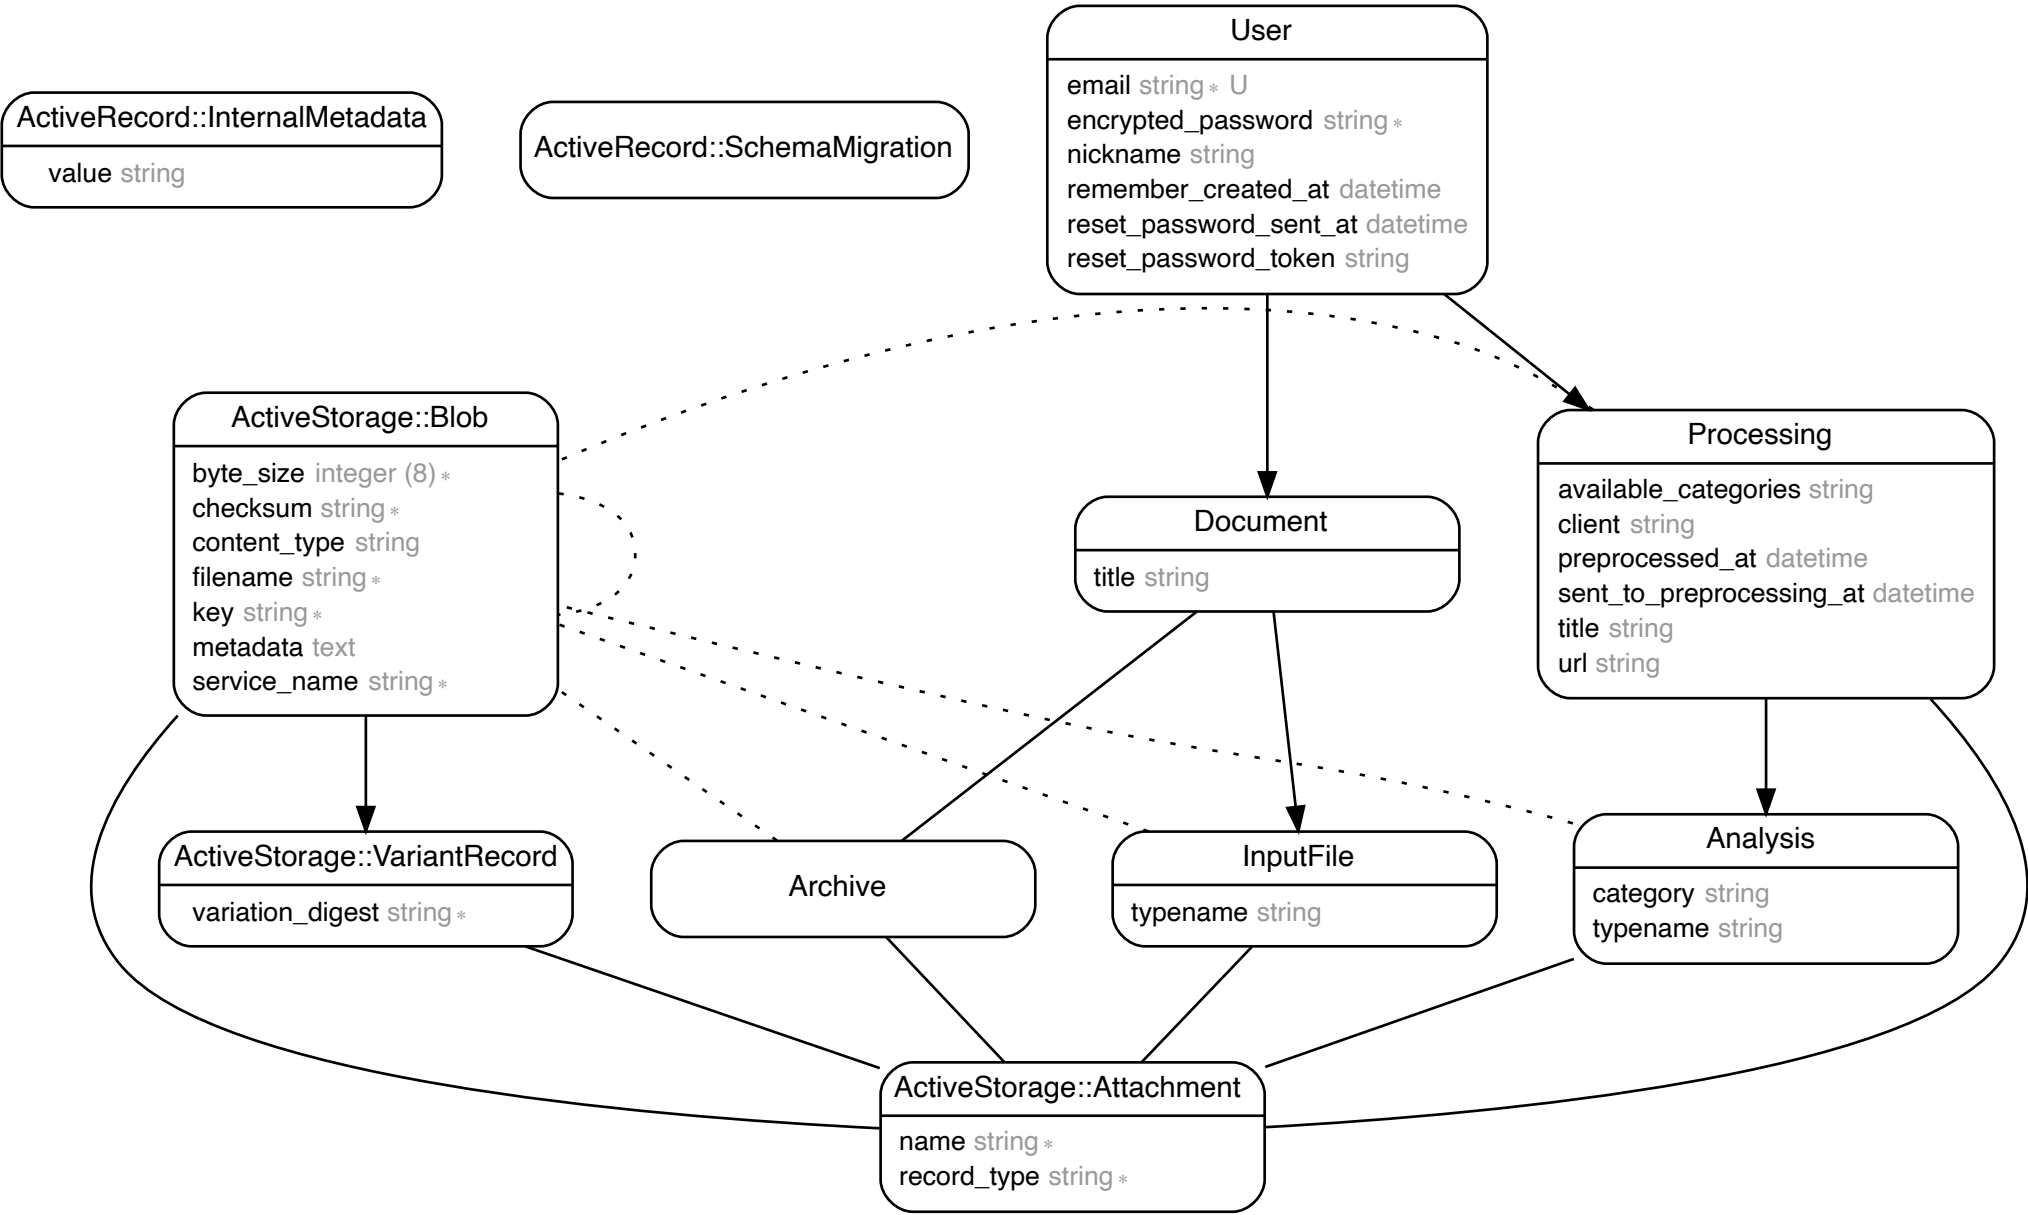 User
email string* U
encrypted_password string*
nickname string
remember_created_at datetime
reset_password_sent_at datetime
reset_password_token string
ActiveRecord::InternalMetadata
value string
ActiveRecord::SchemaMigration
ActiveStorage::Blob
byte_size integer (8)*
checksum string*
content_type string
filename string*
key string*
metadata text
service_name string*
Document
title string
Processing
available_categories string
client string
preprocessed_at datetime
sent_to_preprocessing_at datetime
title string
url string
ActiveStorage::VariantRecord
variation_digest string*
Archive
InputFile
typename string
Analysis
category string
typename string
ActiveStorage::Attachment
name string*
record_type string*